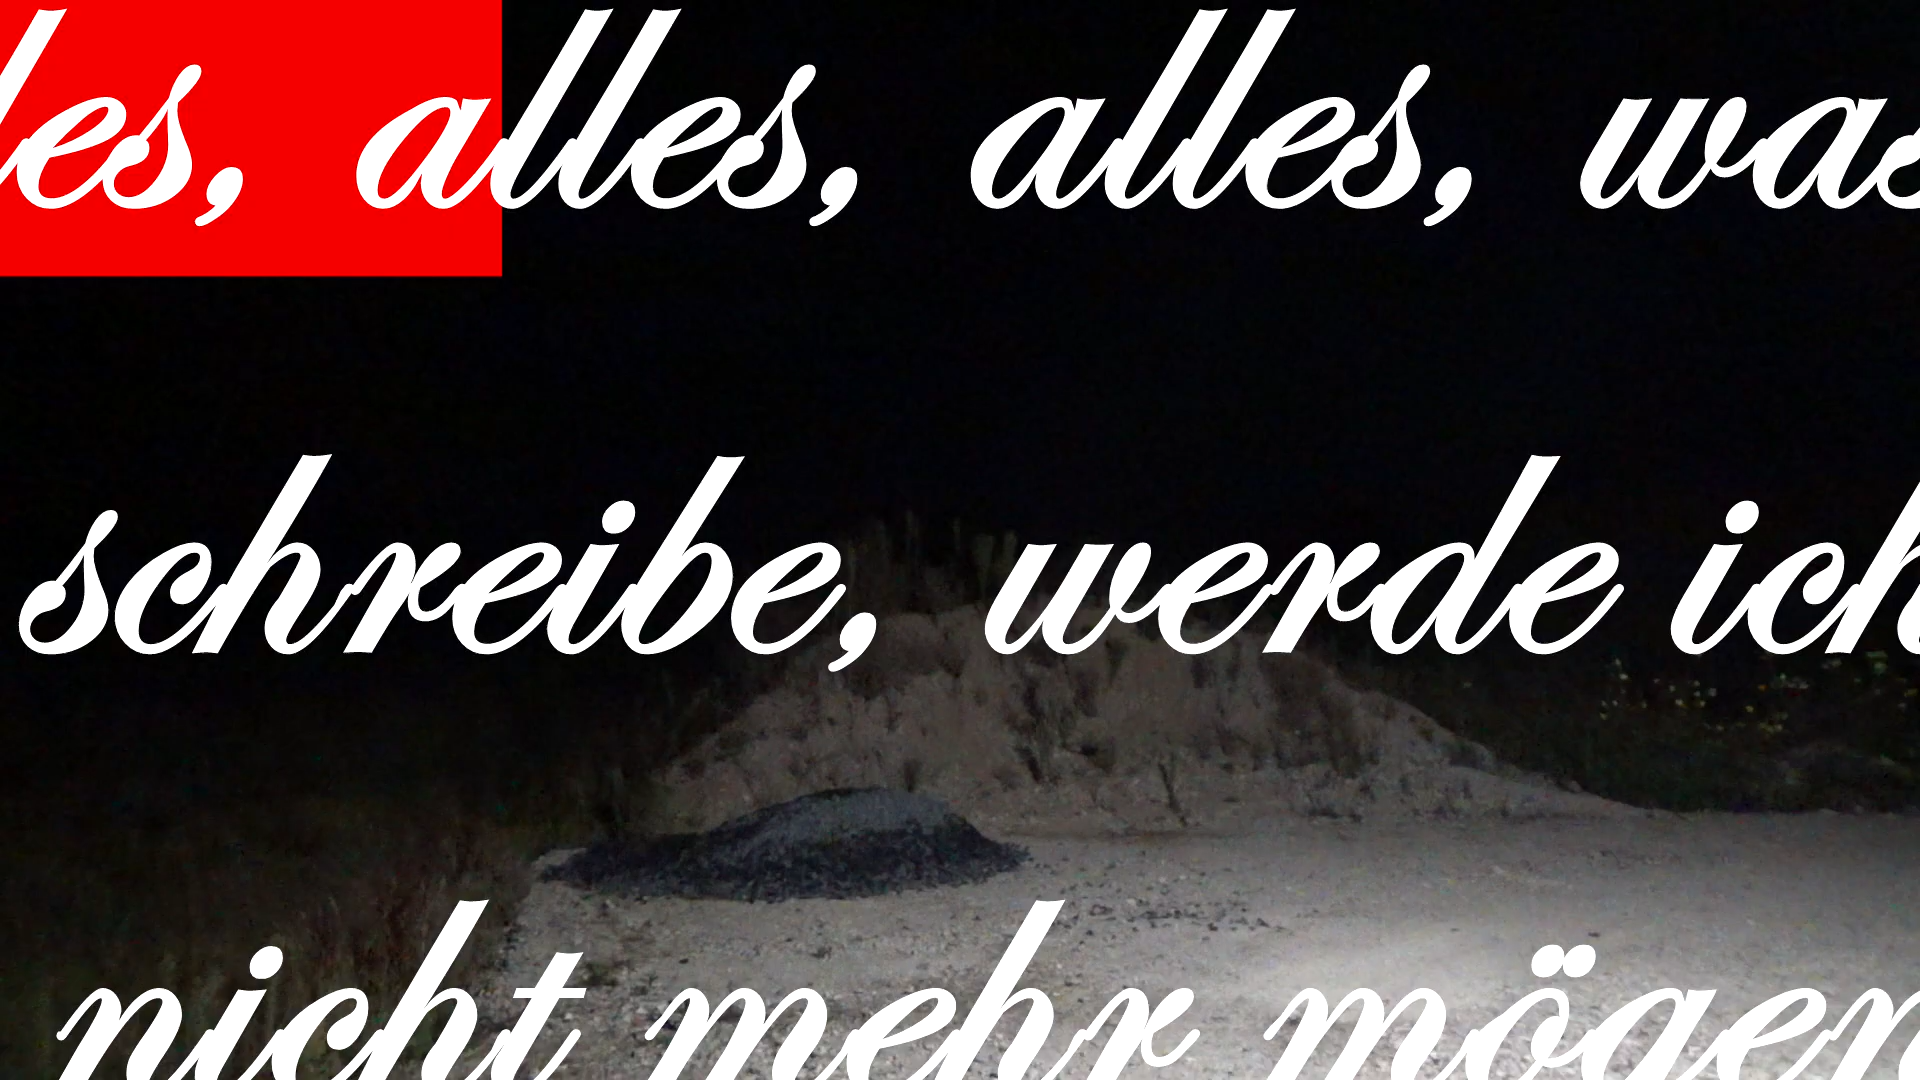 les, alles, alles, was
schreibe, werde ich
nicht mehr mögen